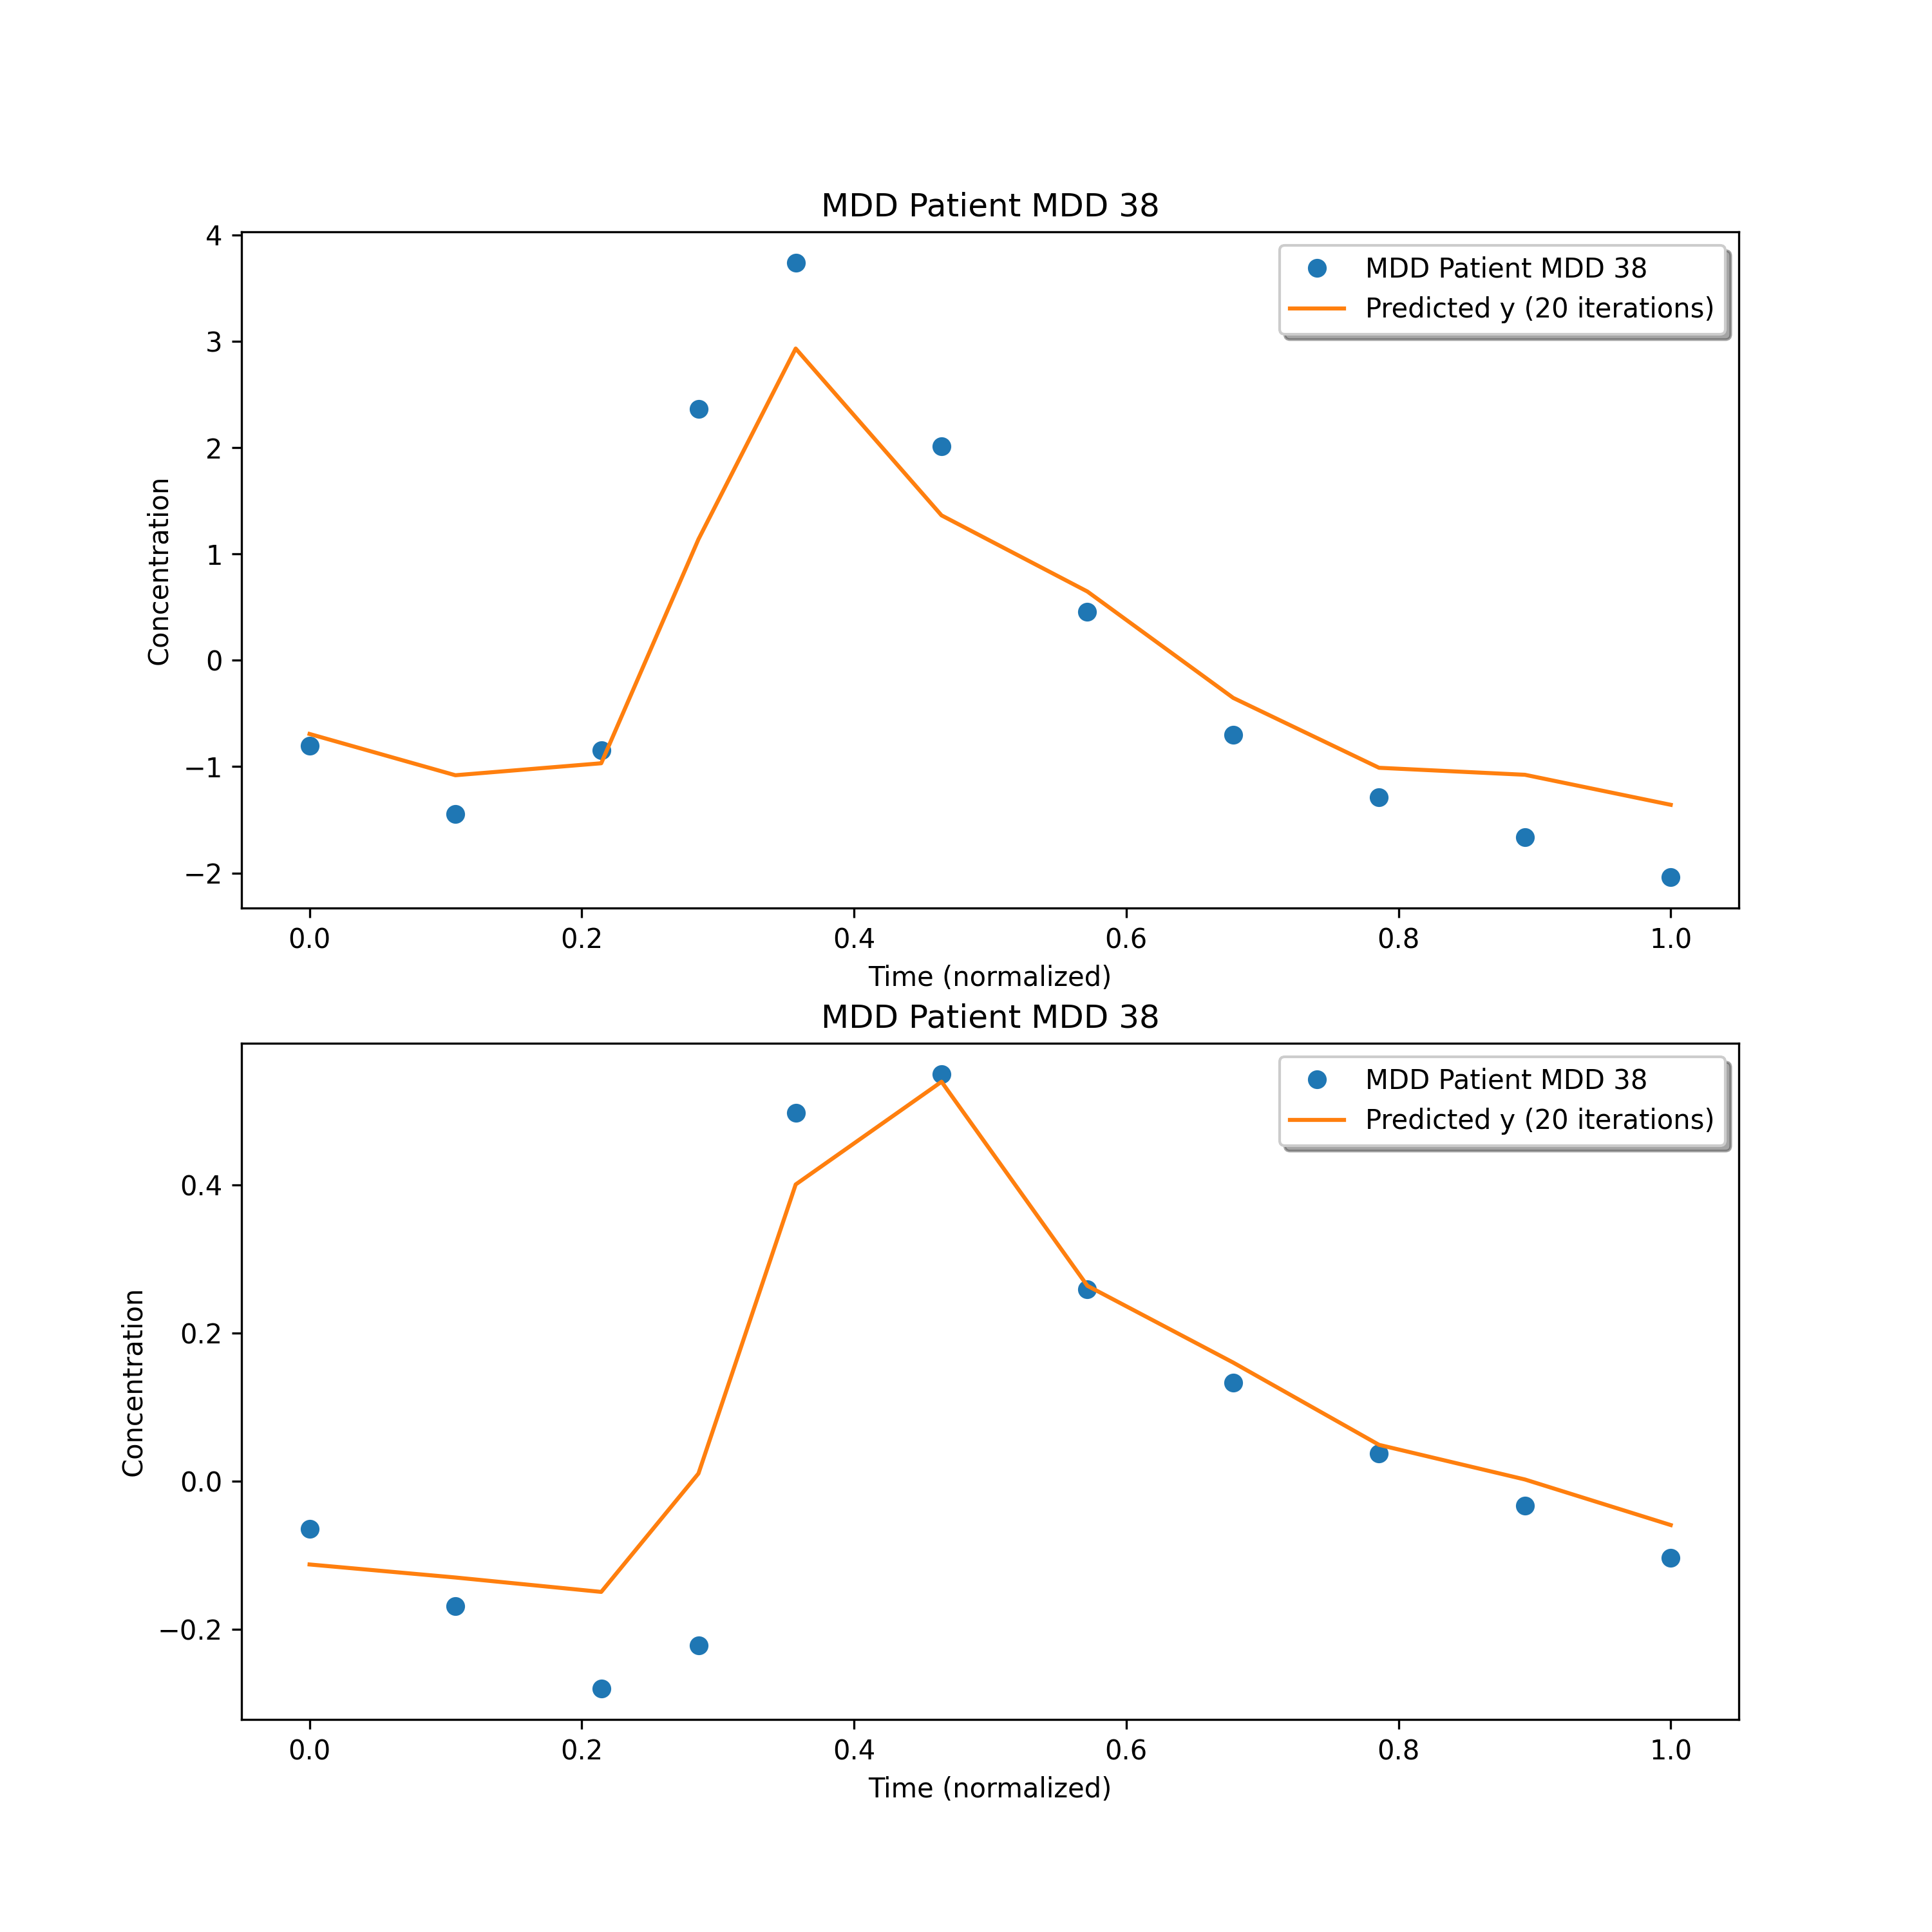 MDD Patient MDD 38
4
3
2
1
0
−1
−2
Concentration
MDD Patient MDD 38
Predicted y (20 iterations)
0.0 0.2 0.4 0.6 0.8 1.0
Time (normalized)
MDD Patient MDD 38
0.4
0.2
0.0
−0.2
Concentration
MDD Patient MDD 38
Predicted y (20 iterations)
0.0 0.2 0.4 0.6 0.8 1.0
Time (normalized)